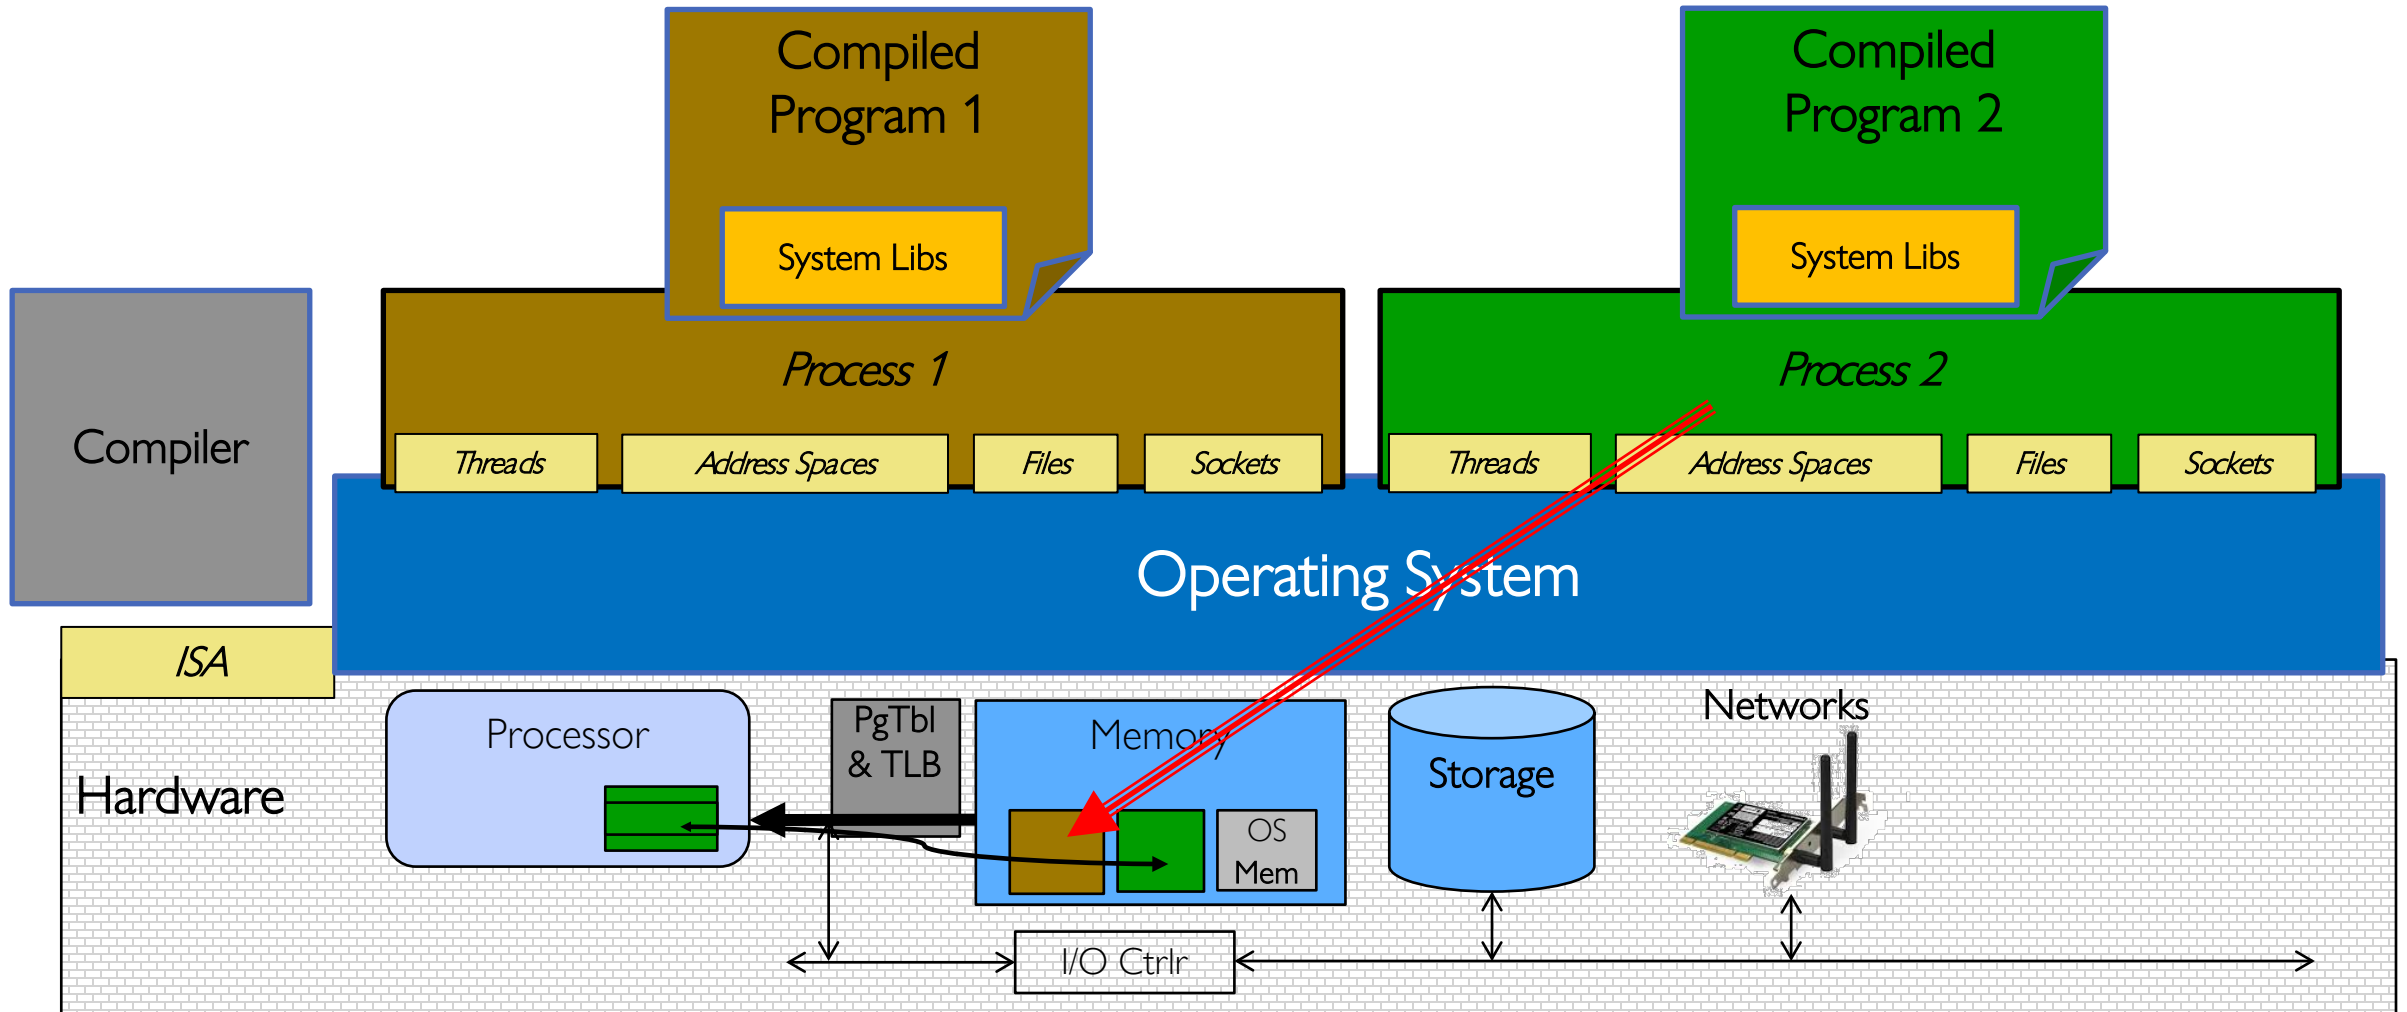 Compiled
Program 1
System Libs
Compiled
Program 2
System Libs
Compiler
Process 1
Threads
Address Spaces
Files
Sockets
Process 2
Threads
Address Spaces
Files
Sockets
Operating System
ISA
Hardware
Processor
PgTbl
& TLB
Memory
OS
Mem
Storage
Networks
I/O Ctrlr